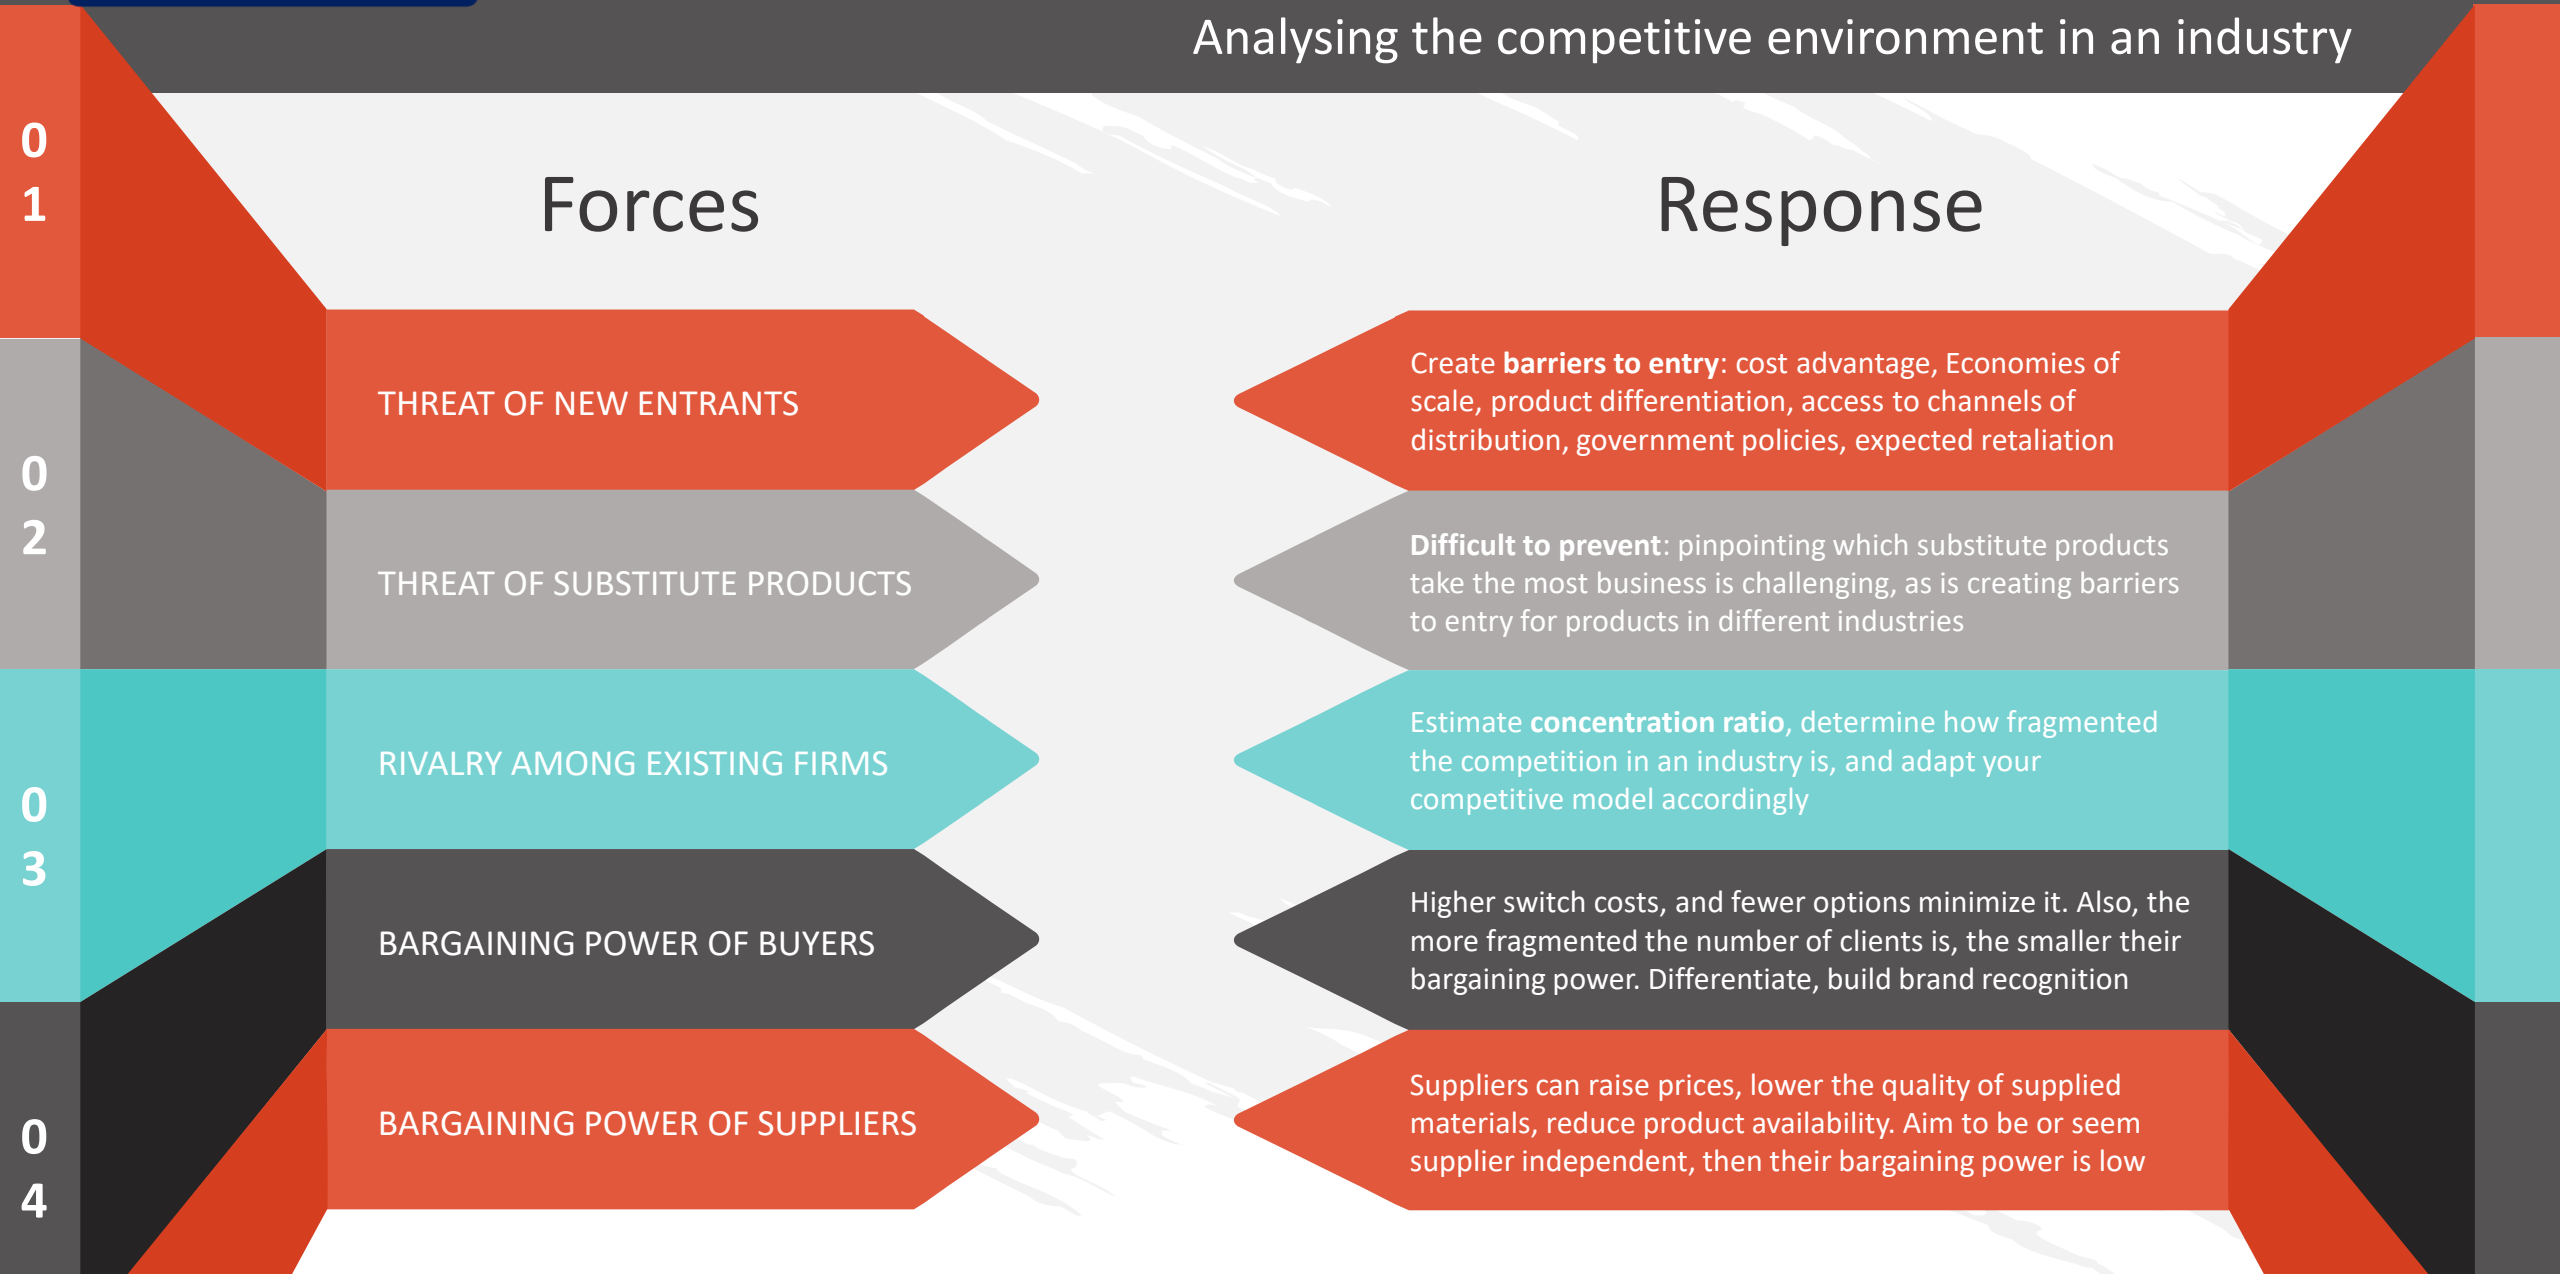 Analysing the competitive environment in an industry
Forces
Response
0
1
THREAT OF NEW ENTRANTS
Create barriers to entry: cost advantage, Economies of
scale, product differentiation, access to channels of
distribution, government policies, expected retaliation
0
2
THREAT OF SUBSTITUTE PRODUCTS
Difficult to prevent: pinpointing which substitute products
take the most business is challenging, as is creating barriers
to entry for products in different industries
0
3
RIVALRY AMONG EXISTING FIRMS
Estimate concentration ratio, determine how fragmented
the competition in an industry is, and adapt your
competitive model accordingly
0
4
BARGAINING POWER OF BUYERS
Higher switch costs, and fewer options minimize it. Also, the
more fragmented the number of clients is, the smaller their
bargaining power. Differentiate, build brand recognition
BARGAINING POWER OF SUPPLIERS
Suppliers can raise prices, lower the quality of supplied
materials, reduce product availability. Aim to be or seem
supplier independent, then their bargaining power is low